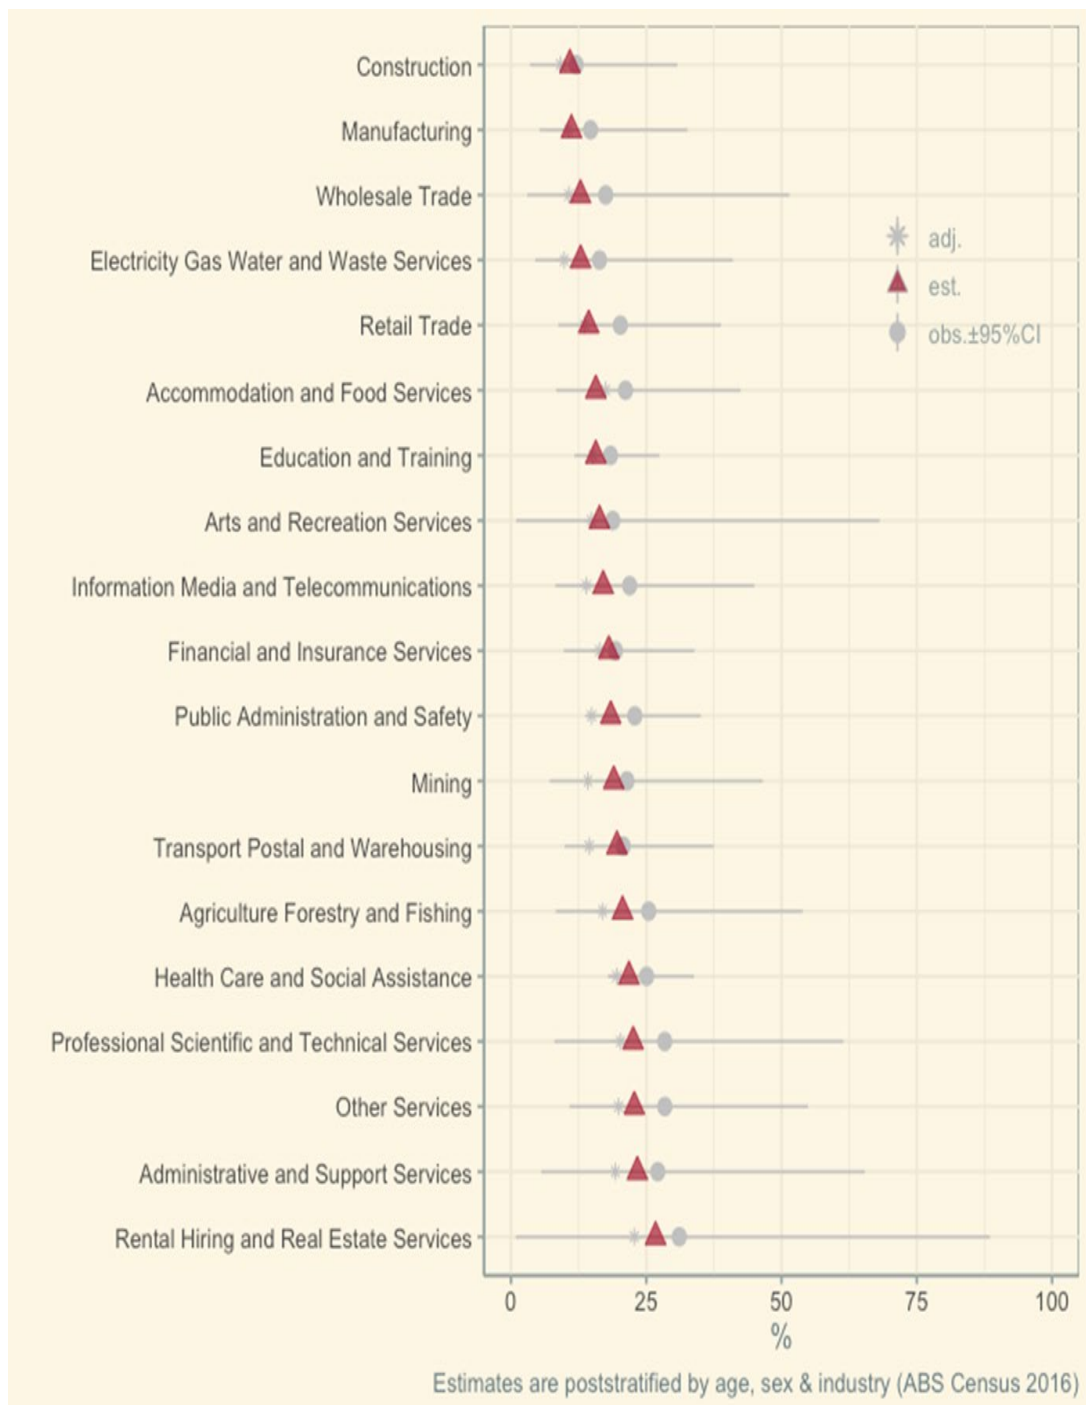 Construction
Manufacturing
Wholesale Trade
Electricity Gas Water and Waste Services
Retail Trade
Accommodation and Food Services
Education and Training
Arts and Recreation Services
Information Media and Telecommunications
Financial and Insurance Services
Public Administration and Safety
Mining
Transport Postal and Warehousing
Agriculture Forestry and Fishing
Health Care and Social Assistance
Professional Scientific and Technical Services
Other Services
Administrative and Support Services
Rental Hiring and Real Estate Services
adj.
est.
obs.±95%CI
0 25 50 75 100
%
Estimates are poststratified by age, sex & industry (ABS Census 2016)